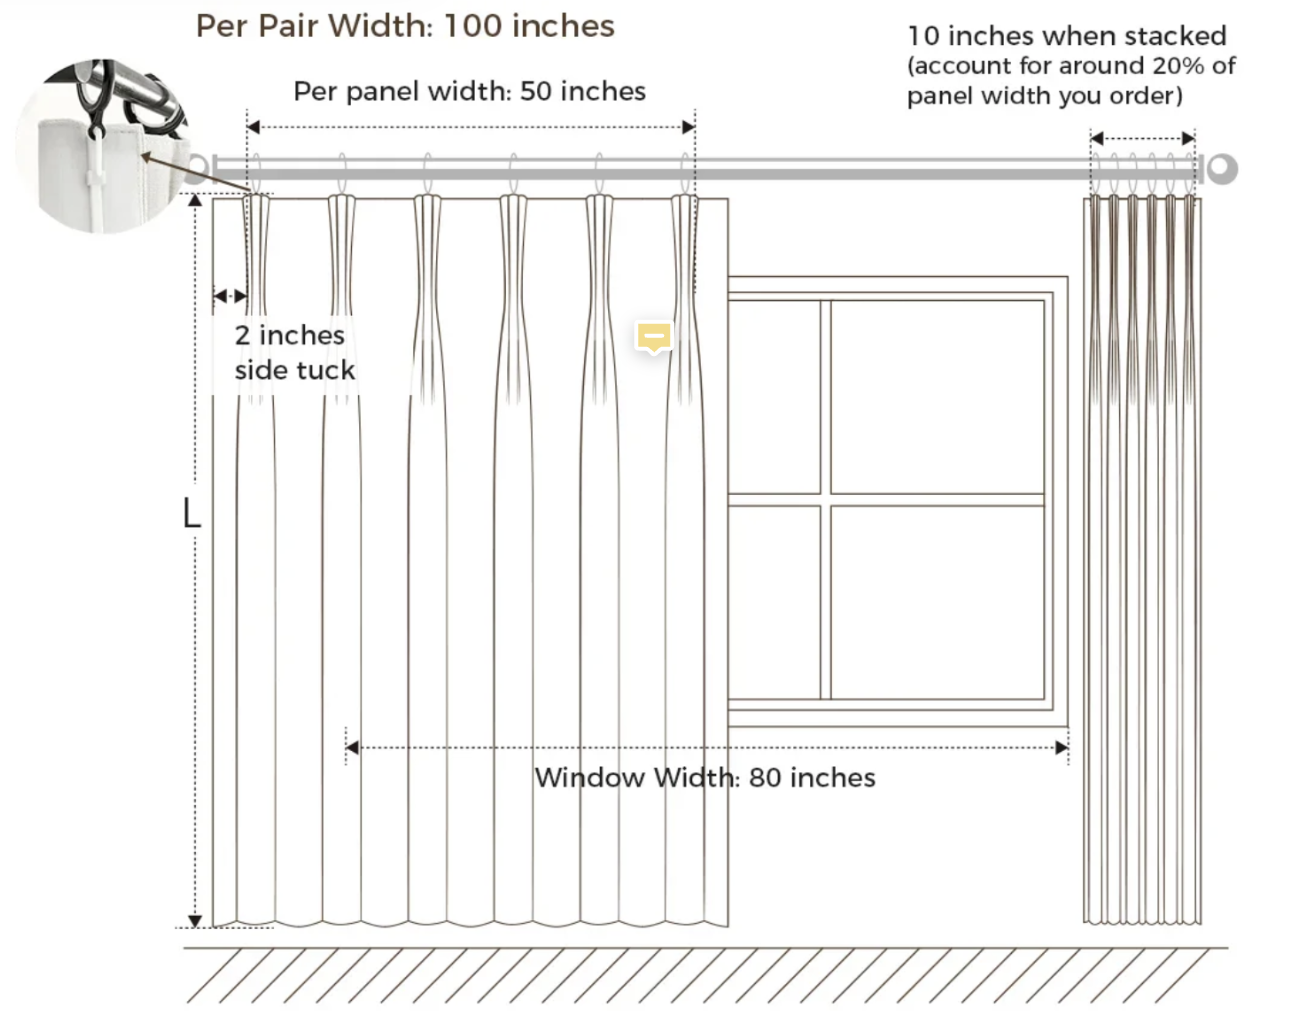 Per Pair Width: 100 inches
10 inches when stacked
(account for around 20% of
panel width you order)
Per panel width: 50 inches
2 inches
side tuck
L
Window Width: 80 inches